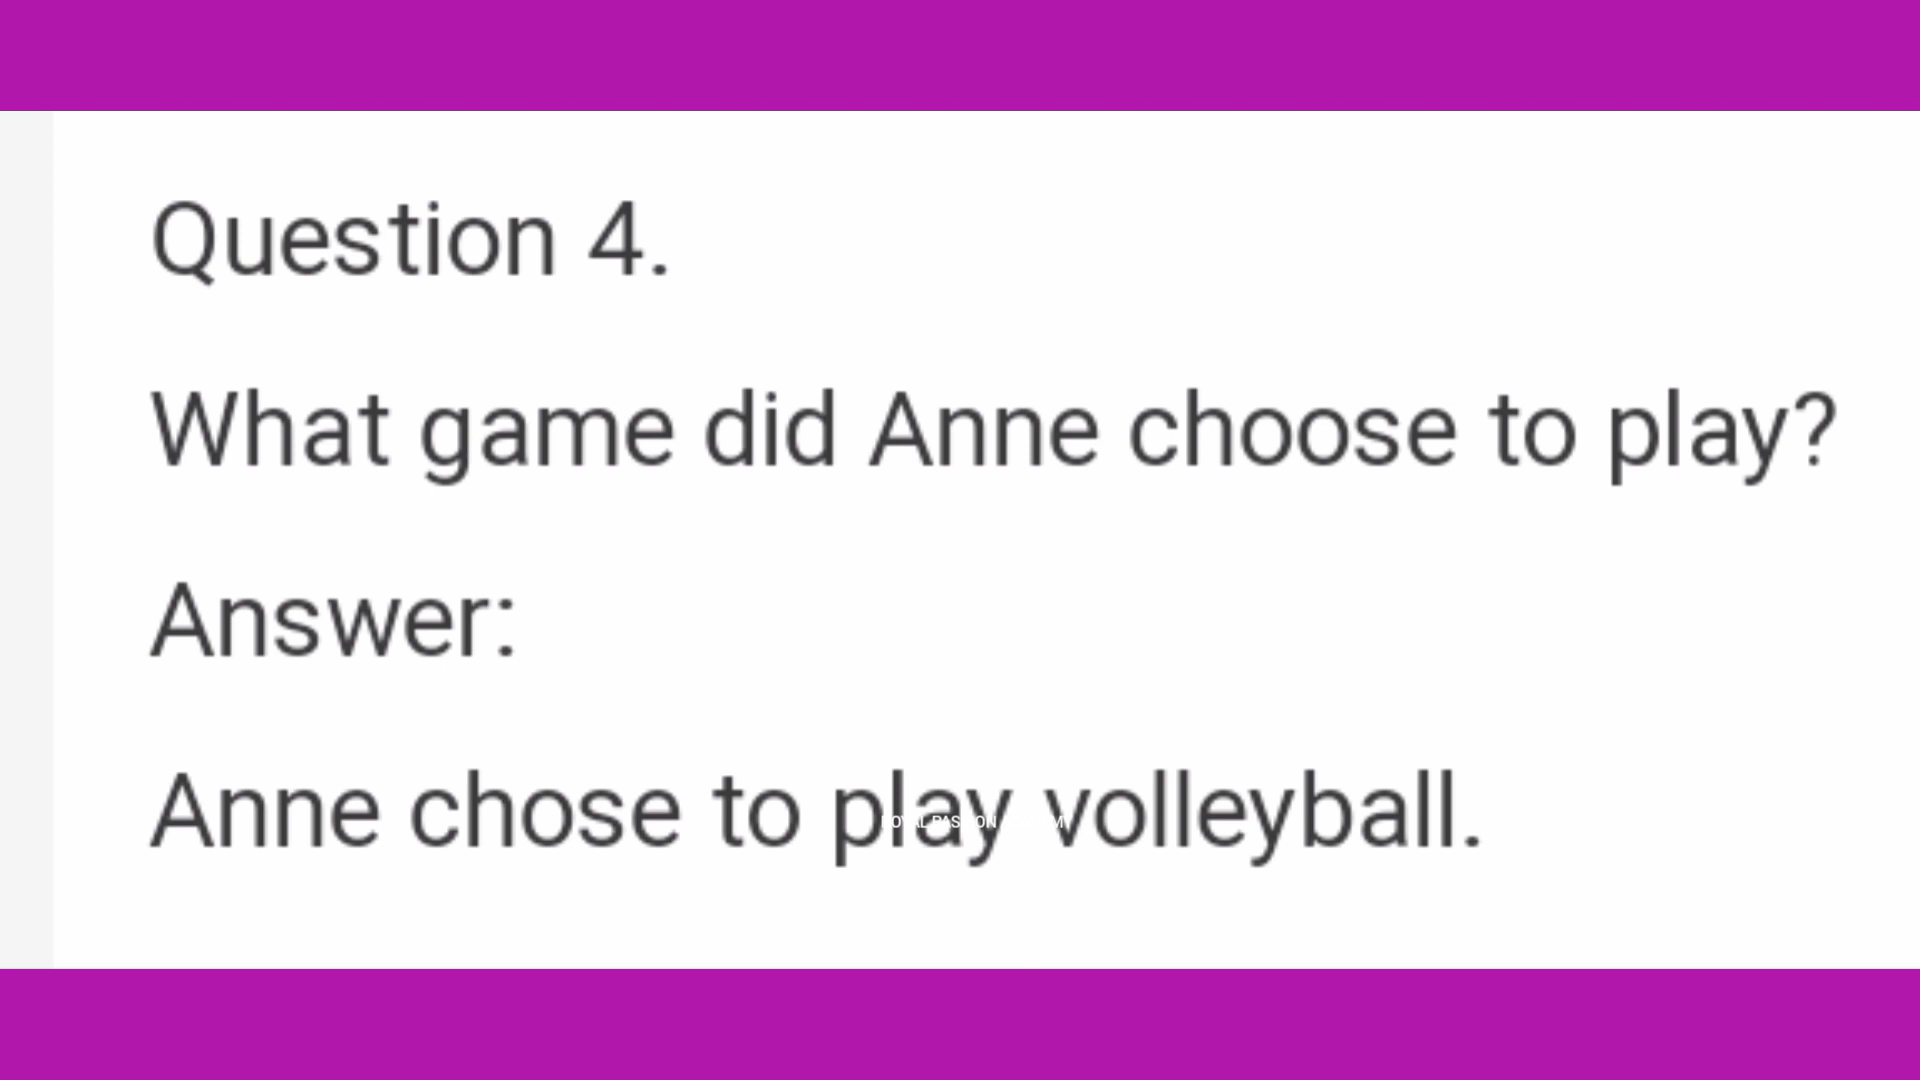 Question 4.
What game did Anne choose to play?
Answer:
Anne chose to play volleyball.